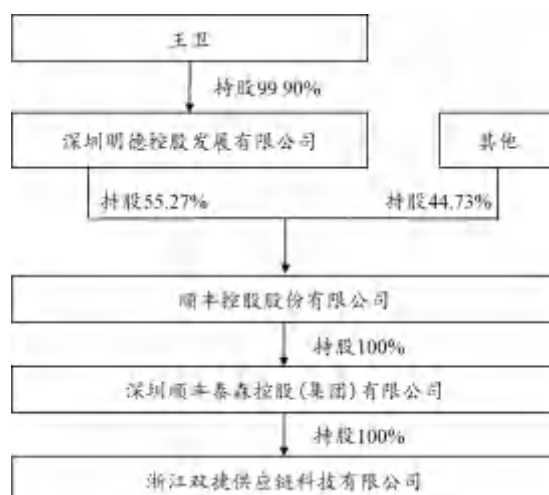 王卫
持股99.90%
深圳明德控股发展有限公司
其他
持股55.27%
持股44.73%
顺丰控股股份有限公司
持股100%
深圳顺丰泰森控股(集团)有限公司
持股100%
浙江双捷供应链科技有限公司